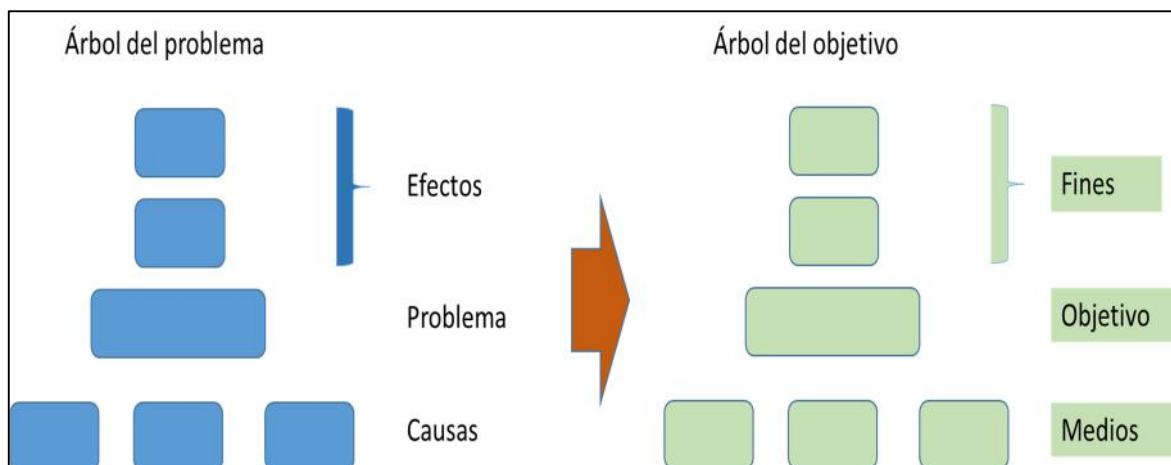 Árbol del problema
Árbol del objetivo
Efectos
Fines
Problema
Objetivo
Causas
Medios